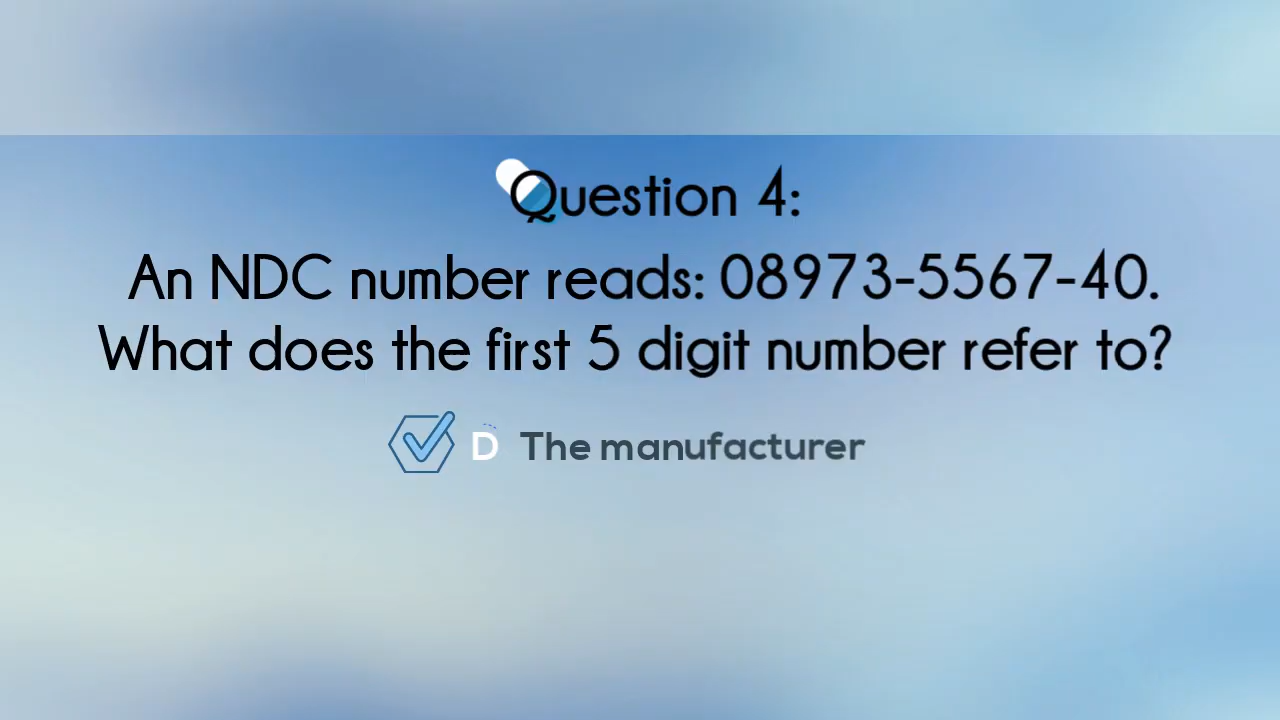 Question 4:
An NDC number reads: 08973-5567-40.
What does the first 5 digit number refer to?
D The manufacturer